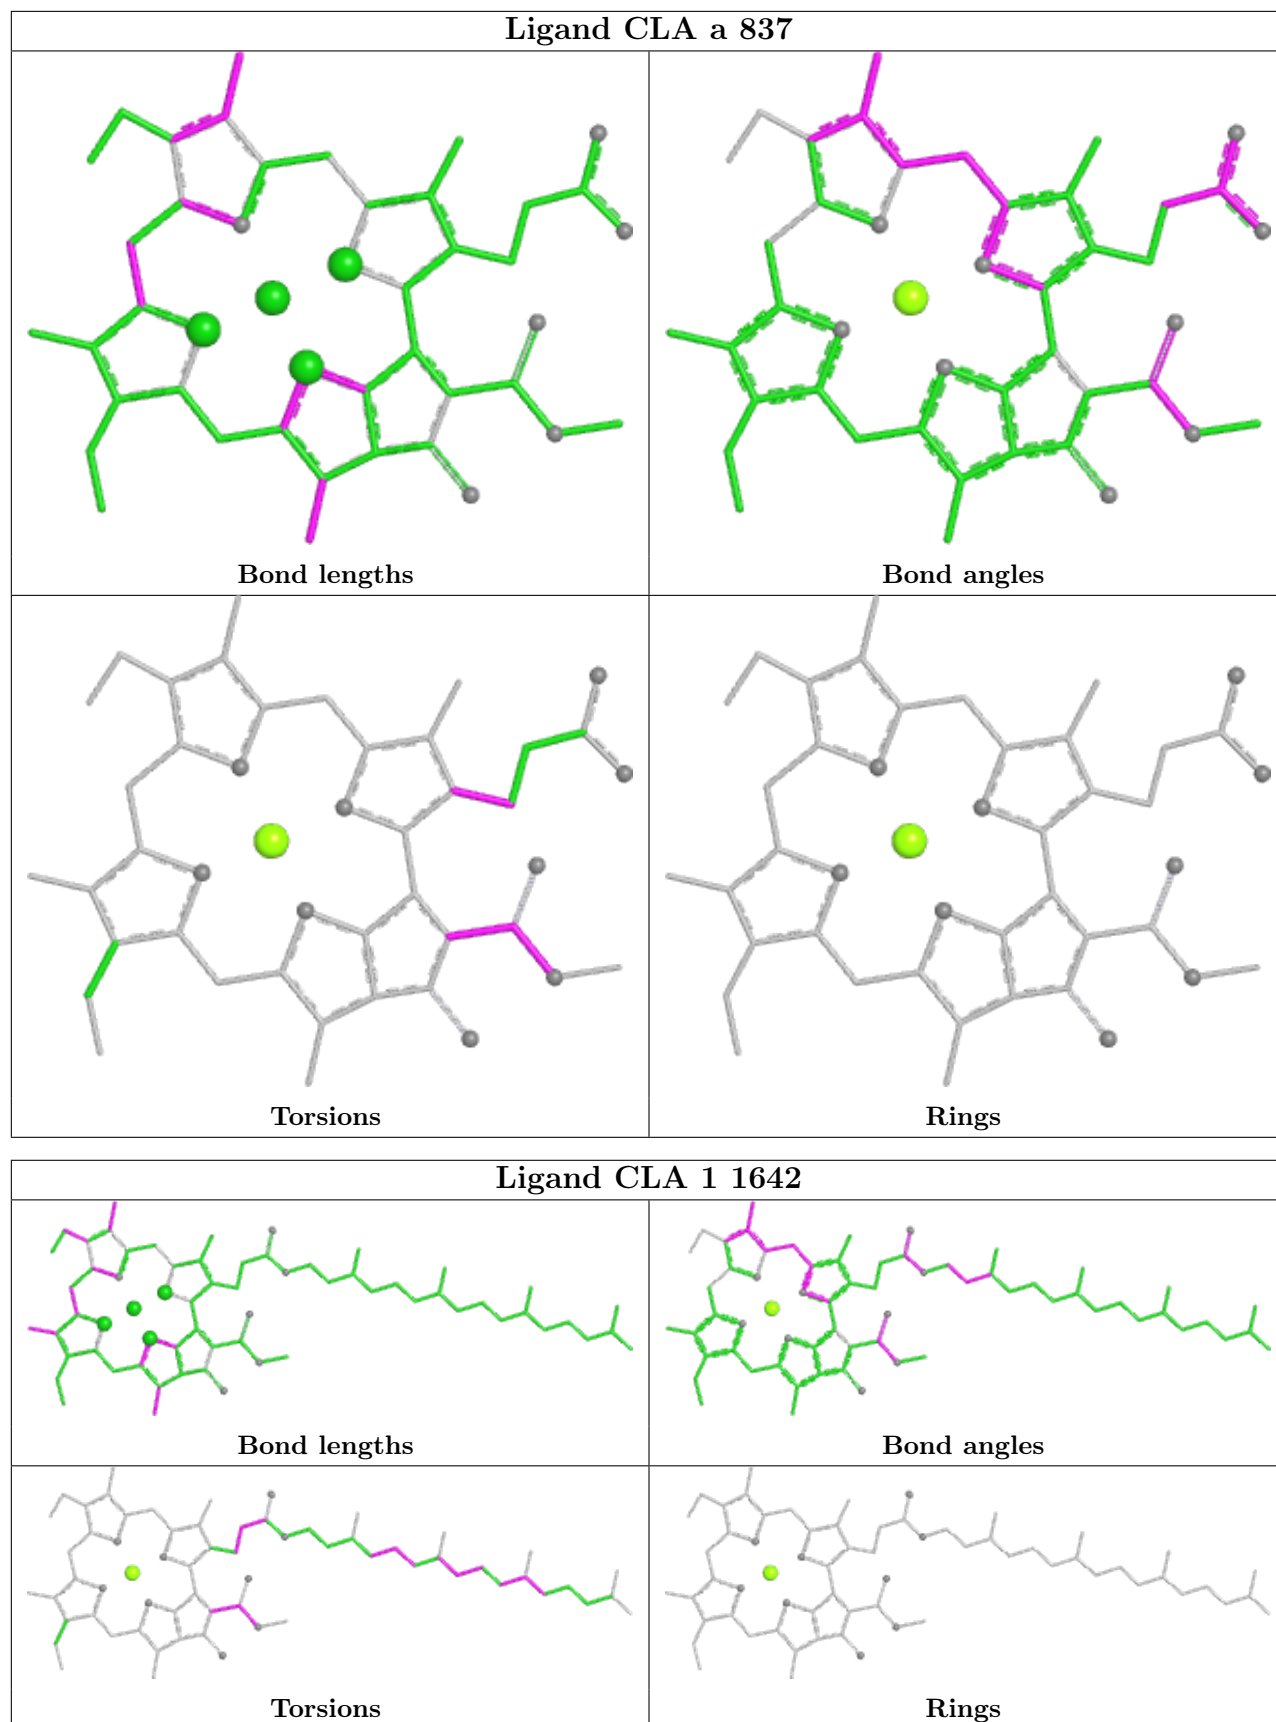 Ligand CLA a 837
Bond lengths
Bond angles
Torsions
Rings
Ligand CLA 1 1642
Bond lengths
Bond angles
Torsions
Rings